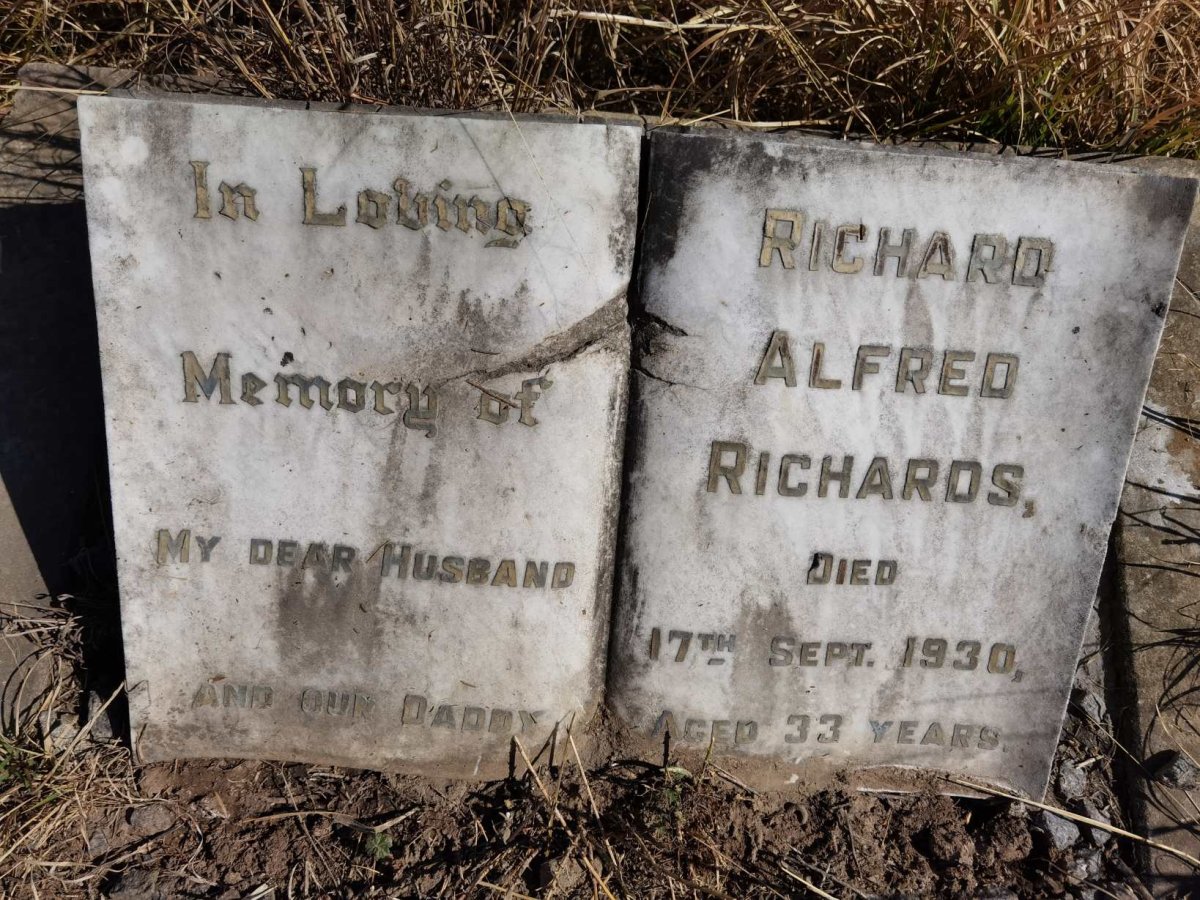 In Loving
Memory of
MY DEAR HUSBAND
AND OUR DADDY
RICHARD
ALFRED
RICHARDS,
DIED
17TH SEPT. 1930,
AGED 33 YEARS.